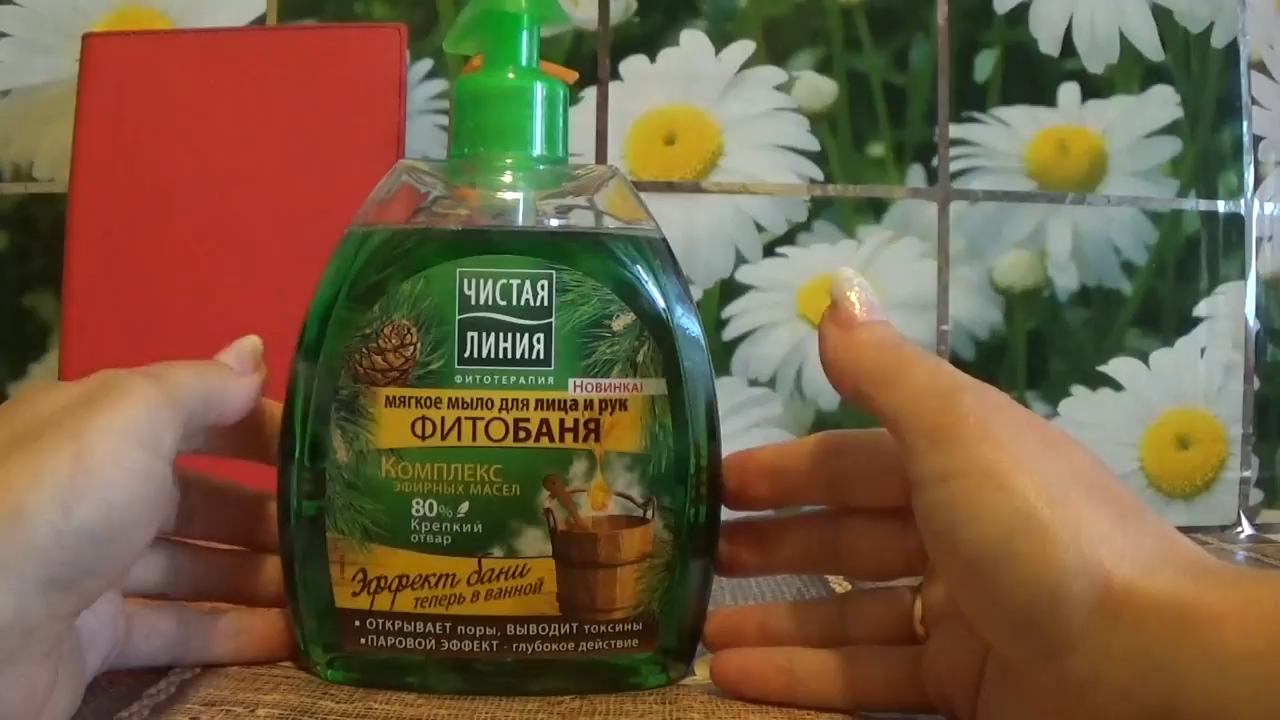 ЧИСТАЯ
ЛИНИЯ
ФИТОТЕРАПИЯ
НОВИНКА!
МЯГКОЕ МЫЛО ДЛЯ ЛИЦА И РУК
ФИТОБАНЯ
КОМПЛЕКС
ЭФИРНЫХ МАСЕЛ
80%
Крепкий
отвар
Эффект бани
теперь в ванной
• ОТКРЫВАЕТ поры, ВЫВОДИТ токсины
•ПАРОВОЙ ЭФФЕКТ - глубокое действие